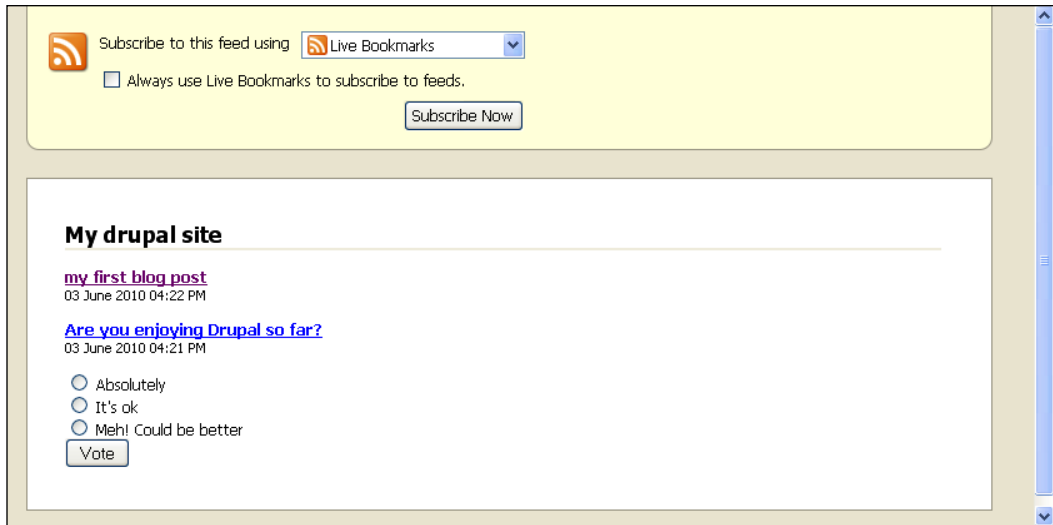 Subscribe to this feed using Live Bookmarks
Always use Live Bookmarks to subscribe to feeds.
Subscribe Now
My drupal site
my first blog post
03 June 2010 04:22 PM
Are you enjoying Drupal so far?
03 June 2010 04:21 PM
Absolutely
It's ok
Meh! Could be better
Vote